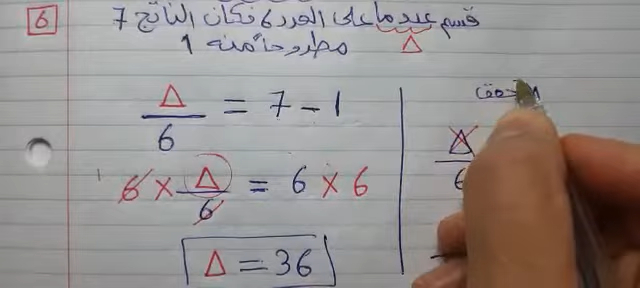 6
قسم عدد ما على العدد 6 فكان الناتج 7
Δ
مطروحاً منه 1
Δ/6 = 7 - 1
6 × Δ/6 = 6 × 6
Δ = 36
Δ